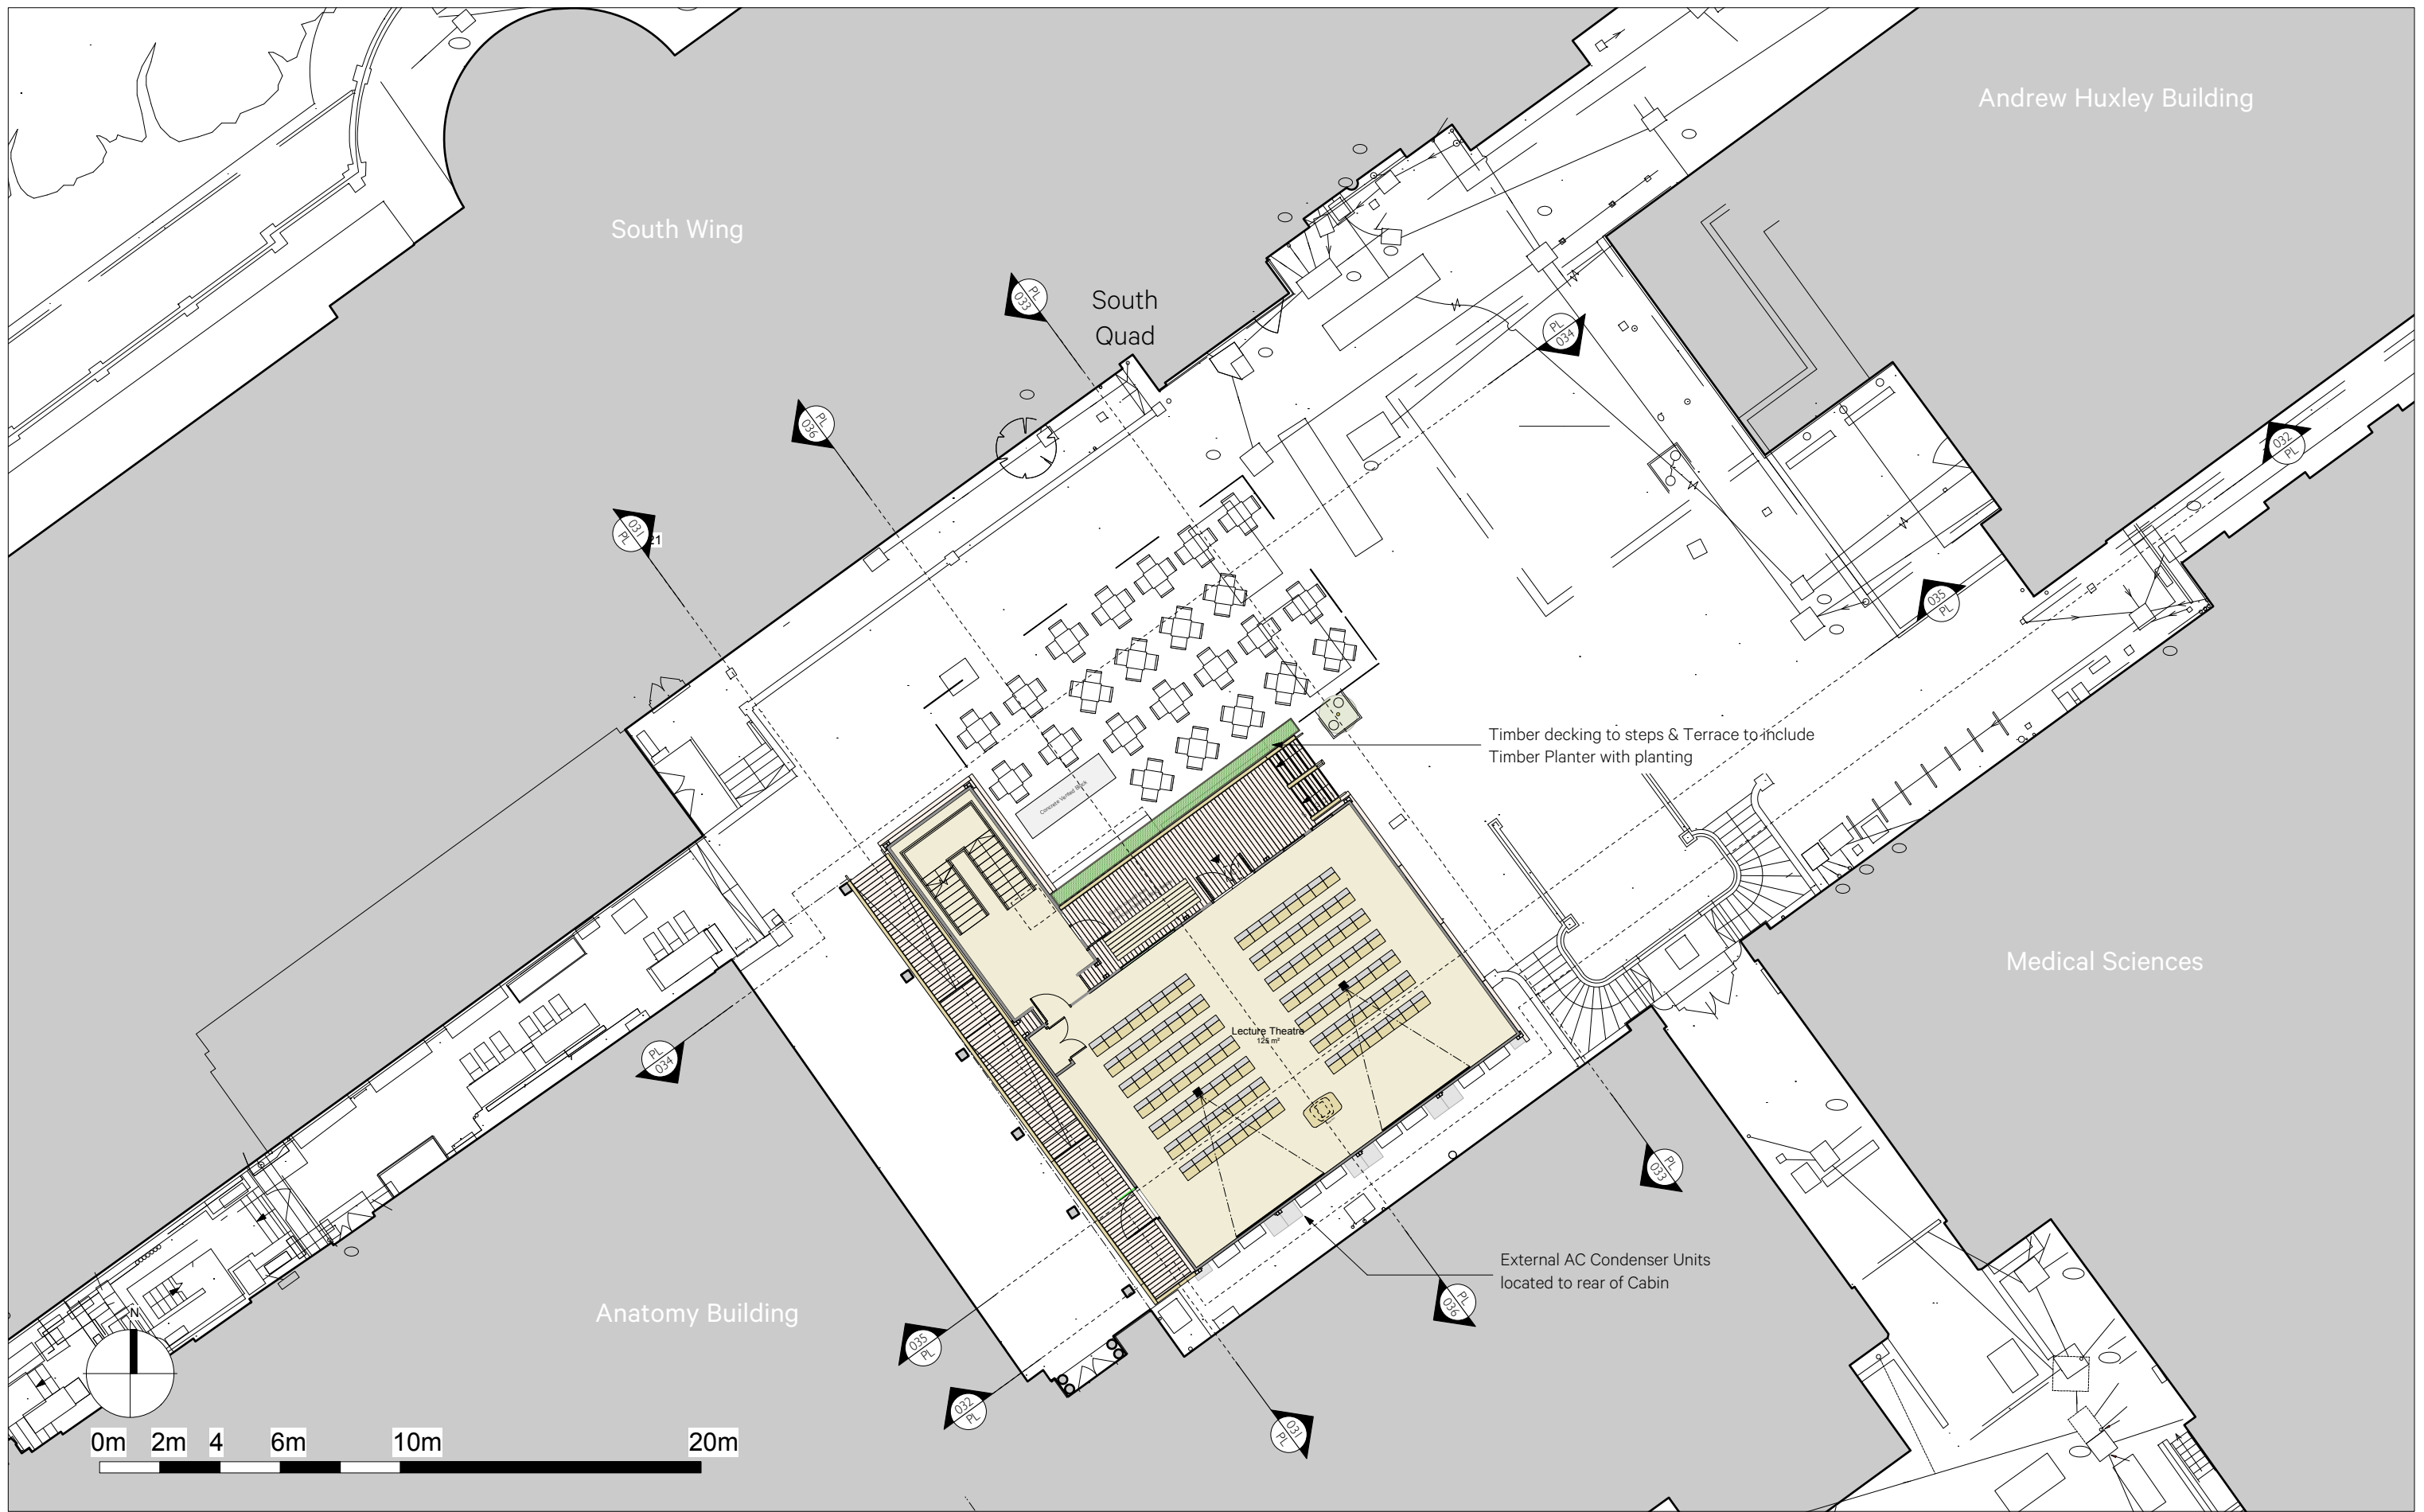 Andrew Huxley Building
South Wing
PL
033
South
Quad
PL
034
PL
036
032
PL
031
PL
21
035
PL
Timber decking to steps & Terrace to include
Timber Planter with planting
Medical Sciences
PL
034
Lecture Theatre
125 m²
PL
033
External AC Condenser Units
located to rear of Cabin
PL
036
Anatomy Building
N
035
PL
032
PL
031
PL
0m 2m 4 6m 10m 20m